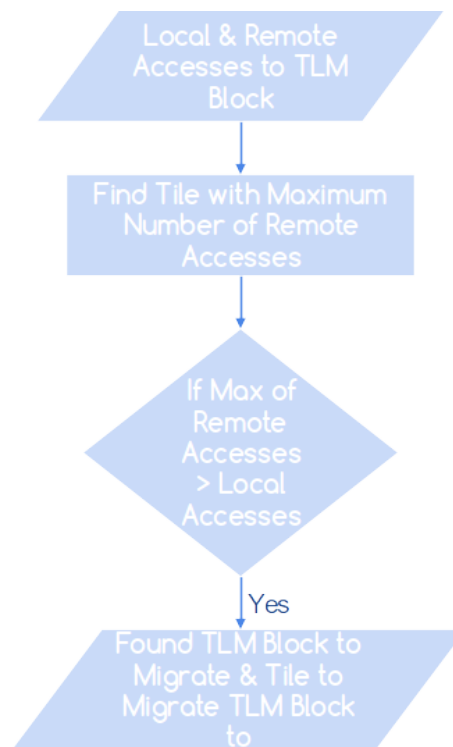 Local & Remote
Accesses to TLM
Block
Find Tile with Maximum
Number of Remote
Accesses
If Max of
Remote
Accesses
> Local
Accesses
Yes
Found TLM Block to
Migrate & Tile to
Migrate TLM Block
to